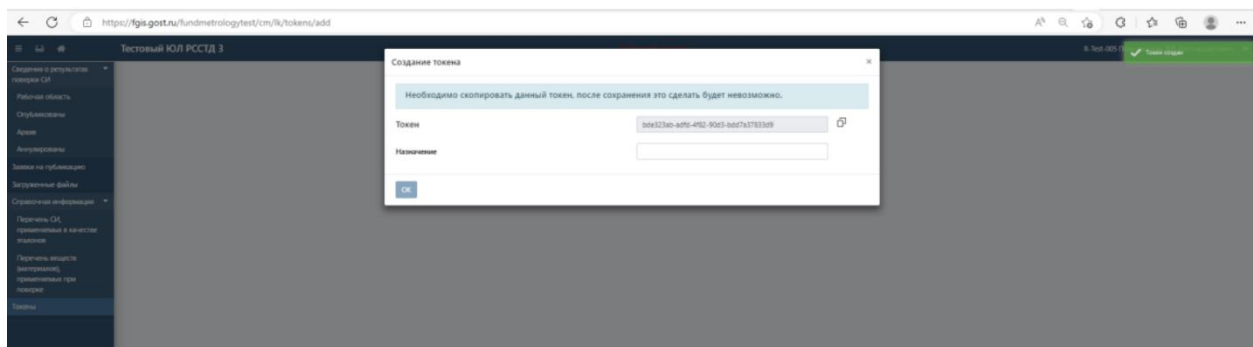 https://fgis.gost.ru/fundmetrologytest/cm/lk/tokens/add
Тестовый ЮЛ РССТД 3
R-Test-005
Токен создан
Сведения о результатах
поверки СИ
Рабочая область
Опубликованы
Архив
Аннулированы
Заявки на публикацию
Загруженные файлы
Справочная информация
Перечень СИ,
применяемых в качестве
эталонов
Перечень веществ
(материалов),
применяемых при
поверке
Токены
Создание токена
×
Необходимо скопировать данный токен, после сохранения это сделать будет невозможно.
Токен
Назначение
OK